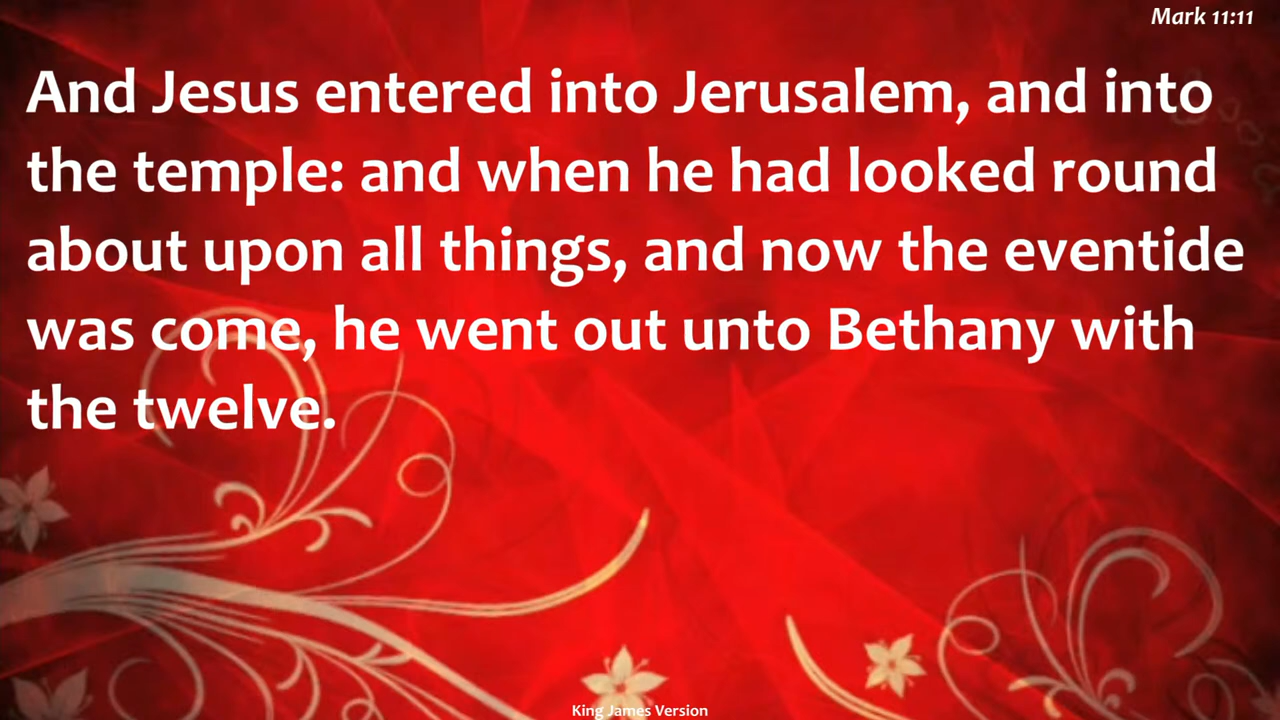 Mark 11:11
And Jesus entered into Jerusalem, and into
the temple: and when he had looked round
about upon all things, and now the eventide
was come, he went out unto Bethany with
the twelve.
King James Version